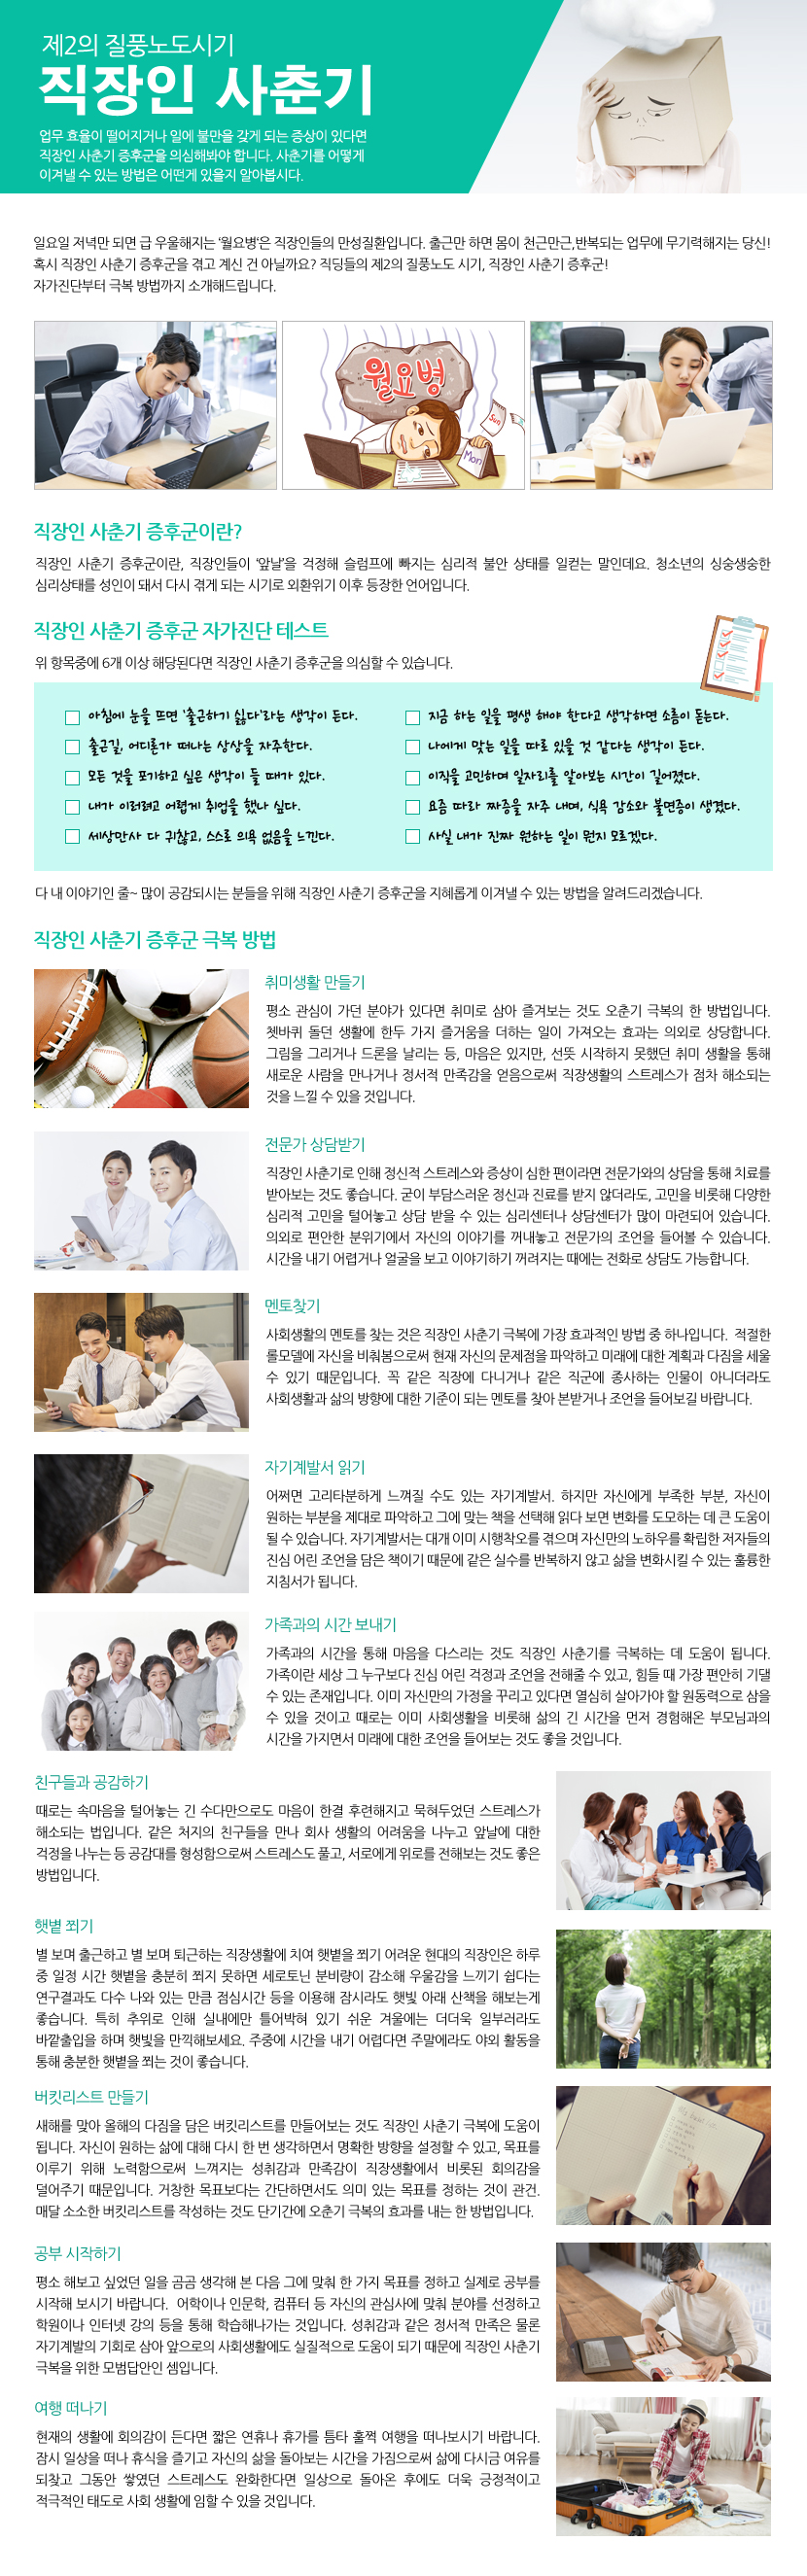 제2의 질풍노도시기
직장인 사춘기
업무 효율이 떨어지거나 일에 불만을 갖게 되는 증상이 있다면
직장인 사춘기 증후군을 의심해봐야 합니다. 사춘기를 어떻게
이겨낼 수 있는 방법은 어떤게 있을지 알아봅시다.
일요일 저녁만 되면 급 우울해지는 '월요병'은 직장인들의 만성질환입니다. 출근만 하면 몸이 천근만근,반복되는 업무에 무기력해지는 당신!
혹시 직장인 사춘기 증후군을 겪고 계신 건 아닐까요? 직딩들의 제2의 질풍노도 시기, 직장인 사춘기 증후군!
자가진단부터 극복 방법까지 소개해드립니다.
월요병
Sun
Mon
직장인 사춘기 증후군이란?
직장인 사춘기 증후군이란, 직장인들이 '앞날'을 걱정해 슬럼프에 빠지는 심리적 불안 상태를 일컫는 말인데요. 청소년의 싱숭생숭한
심리상태를 성인이 돼서 다시 겪게 되는 시기로 외환위기 이후 등장한 언어입니다.
직장인 사춘기 증후군 자가진단 테스트
위 항목중에 6개 이상 해당된다면 직장인 사춘기 증후군을 의심할 수 있습니다.
아침에 눈을 뜨면 '출근하기 싫다'라는 생각이 든다.
출근길, 어디론가 떠나는 상상을 자주한다.
모든 것을 포기하고 싶은 생각이 들 때가 있다.
내가 이러려고 어렵게 취업을 했나 싶다.
세상만사 다 귀찮고, 스스로 의욕 없음을 느낀다.
지금 하는 일을 평생 해야 한다고 생각하면 소름이 돋는다.
나에게 맞는 일을 따로 있을 것 같다는 생각이 든다.
이직을 고민하며 일자리를 알아보는 시간이 길어졌다.
요즘 따라 짜증을 자주 내며, 식욕 감소와 불면증이 생겼다.
사실 내가 진짜 원하는 일이 뭔지 모르겠다.
다 내 이야기인 줄~ 많이 공감되시는 분들을 위해 직장인 사춘기 증후군을 지혜롭게 이겨낼 수 있는 방법을 알려드리겠습니다.
직장인 사춘기 증후군 극복 방법
취미생활 만들기
평소 관심이 가던 분야가 있다면 취미로 삼아 즐겨보는 것도 오춘기 극복의 한 방법입니다.
쳇바퀴 돌던 생활에 한두 가지 즐거움을 더하는 일이 가져오는 효과는 의외로 상당합니다.
그림을 그리거나 드론을 날리는 등, 마음은 있지만, 선뜻 시작하지 못했던 취미 생활을 통해
새로운 사람을 만나거나 정서적 만족감을 얻음으로써 직장생활의 스트레스가 점차 해소되는
것을 느낄 수 있을 것입니다.
전문가 상담받기
직장인 사춘기로 인해 정신적 스트레스와 증상이 심한 편이라면 전문가와의 상담을 통해 치료를
받아보는 것도 좋습니다. 굳이 부담스러운 정신과 진료를 받지 않더라도, 고민을 비롯해 다양한
심리적 고민을 털어놓고 상담 받을 수 있는 심리센터나 상담센터가 많이 마련되어 있습니다.
의외로 편안한 분위기에서 자신의 이야기를 꺼내놓고 전문가의 조언을 들어볼 수 있습니다.
시간을 내기 어렵거나 얼굴을 보고 이야기하기 꺼려지는 때에는 전화로 상담도 가능합니다.
멘토찾기
사회생활의 멘토를 찾는 것은 직장인 사춘기 극복에 가장 효과적인 방법 중 하나입니다. 적절한
롤모델에 자신을 비춰봄으로써 현재 자신의 문제점을 파악하고 미래에 대한 계획과 다짐을 세울
수 있기 때문입니다. 꼭 같은 직장에 다니거나 같은 직군에 종사하는 인물이 아니더라도
사회생활과 삶의 방향에 대한 기준이 되는 멘토를 찾아 본받거나 조언을 들어보길 바랍니다.
자기계발서 읽기
어쩌면 고리타분하게 느껴질 수도 있는 자기계발서. 하지만 자신에게 부족한 부분, 자신이
원하는 부분을 제대로 파악하고 그에 맞는 책을 선택해 읽다 보면 변화를 도모하는 데 큰 도움이
될 수 있습니다. 자기계발서는 대개 이미 시행착오를 겪으며 자신만의 노하우를 확립한 저자들의
진심 어린 조언을 담은 책이기 때문에 같은 실수를 반복하지 않고 삶을 변화시킬 수 있는 훌륭한
지침서가 됩니다.
가족과의 시간 보내기
가족과의 시간을 통해 마음을 다스리는 것도 직장인 사춘기를 극복하는 데 도움이 됩니다.
가족이란 세상 그 누구보다 진심 어린 걱정과 조언을 전해줄 수 있고, 힘들 때 가장 편안히 기댈
수 있는 존재입니다. 이미 자신만의 가정을 꾸리고 있다면 열심히 살아가야 할 원동력으로 삼을
수 있을 것이고 때로는 이미 사회생활을 비롯해 삶의 긴 시간을 먼저 경험해온 부모님과의
시간을 가지면서 미래에 대한 조언을 들어보는 것도 좋을 것입니다.
친구들과 공감하기
때로는 속마음을 털어놓는 긴 수다만으로도 마음이 한결 후련해지고 묵혀두었던 스트레스가
해소되는 법입니다. 같은 처지의 친구들을 만나 회사 생활의 어려움을 나누고 앞날에 대한
걱정을 나누는 등 공감대를 형성함으로써 스트레스도 풀고, 서로에게 위로를 전해보는 것도 좋은
방법입니다.
햇볕 쬐기
별 보며 출근하고 별 보며 퇴근하는 직장생활에 치여 햇볕을 쬐기 어려운 현대의 직장인은 하루
중 일정 시간 햇볕을 충분히 쬐지 못하면 세로토닌 분비량이 감소해 우울감을 느끼기 쉽다는
연구결과도 다수 나와 있는 만큼 점심시간 등을 이용해 잠시라도 햇빛 아래 산책을 해보는게
좋습니다. 특히 추위로 인해 실내에만 틀어박혀 있기 쉬운 겨울에는 더더욱 일부러라도
바깥출입을 하며 햇빛을 만끽해보세요. 주중에 시간을 내기 어렵다면 주말에라도 야외 활동을
통해 충분한 햇볕을 쬐는 것이 좋습니다.
버킷리스트 만들기
새해를 맞아 올해의 다짐을 담은 버킷리스트를 만들어보는 것도 직장인 사춘기 극복에 도움이
됩니다. 자신이 원하는 삶에 대해 다시 한 번 생각하면서 명확한 방향을 설정할 수 있고, 목표를
이루기 위해 노력함으로써 느껴지는 성취감과 만족감이 직장생활에서 비롯된 회의감을
덜어주기 때문입니다. 거창한 목표보다는 간단하면서도 의미 있는 목표를 정하는 것이 관건.
매달 소소한 버킷리스트를 작성하는 것도 단기간에 오춘기 극복의 효과를 내는 한 방법입니다.
공부 시작하기
평소 해보고 싶었던 일을 곰곰 생각해 본 다음 그에 맞춰 한 가지 목표를 정하고 실제로 공부를
시작해 보시기 바랍니다. 어학이나 인문학, 컴퓨터 등 자신의 관심사에 맞춰 분야를 선정하고
학원이나 인터넷 강의 등을 통해 학습해나가는 것입니다. 성취감과 같은 정서적 만족은 물론
자기계발의 기회로 삼아 앞으로의 사회생활에도 실질적으로 도움이 되기 때문에 직장인 사춘기
극복을 위한 모범답안인 셈입니다.
여행 떠나기
현재의 생활에 회의감이 든다면 짧은 연휴나 휴가를 틈타 훌쩍 여행을 떠나보시기 바랍니다.
잠시 일상을 떠나 휴식을 즐기고 자신의 삶을 돌아보는 시간을 가짐으로써 삶에 다시금 여유를
되찾고 그동안 쌓였던 스트레스도 완화한다면 일상으로 돌아온 후에도 더욱 긍정적이고
적극적인 태도로 사회 생활에 임할 수 있을 것입니다.